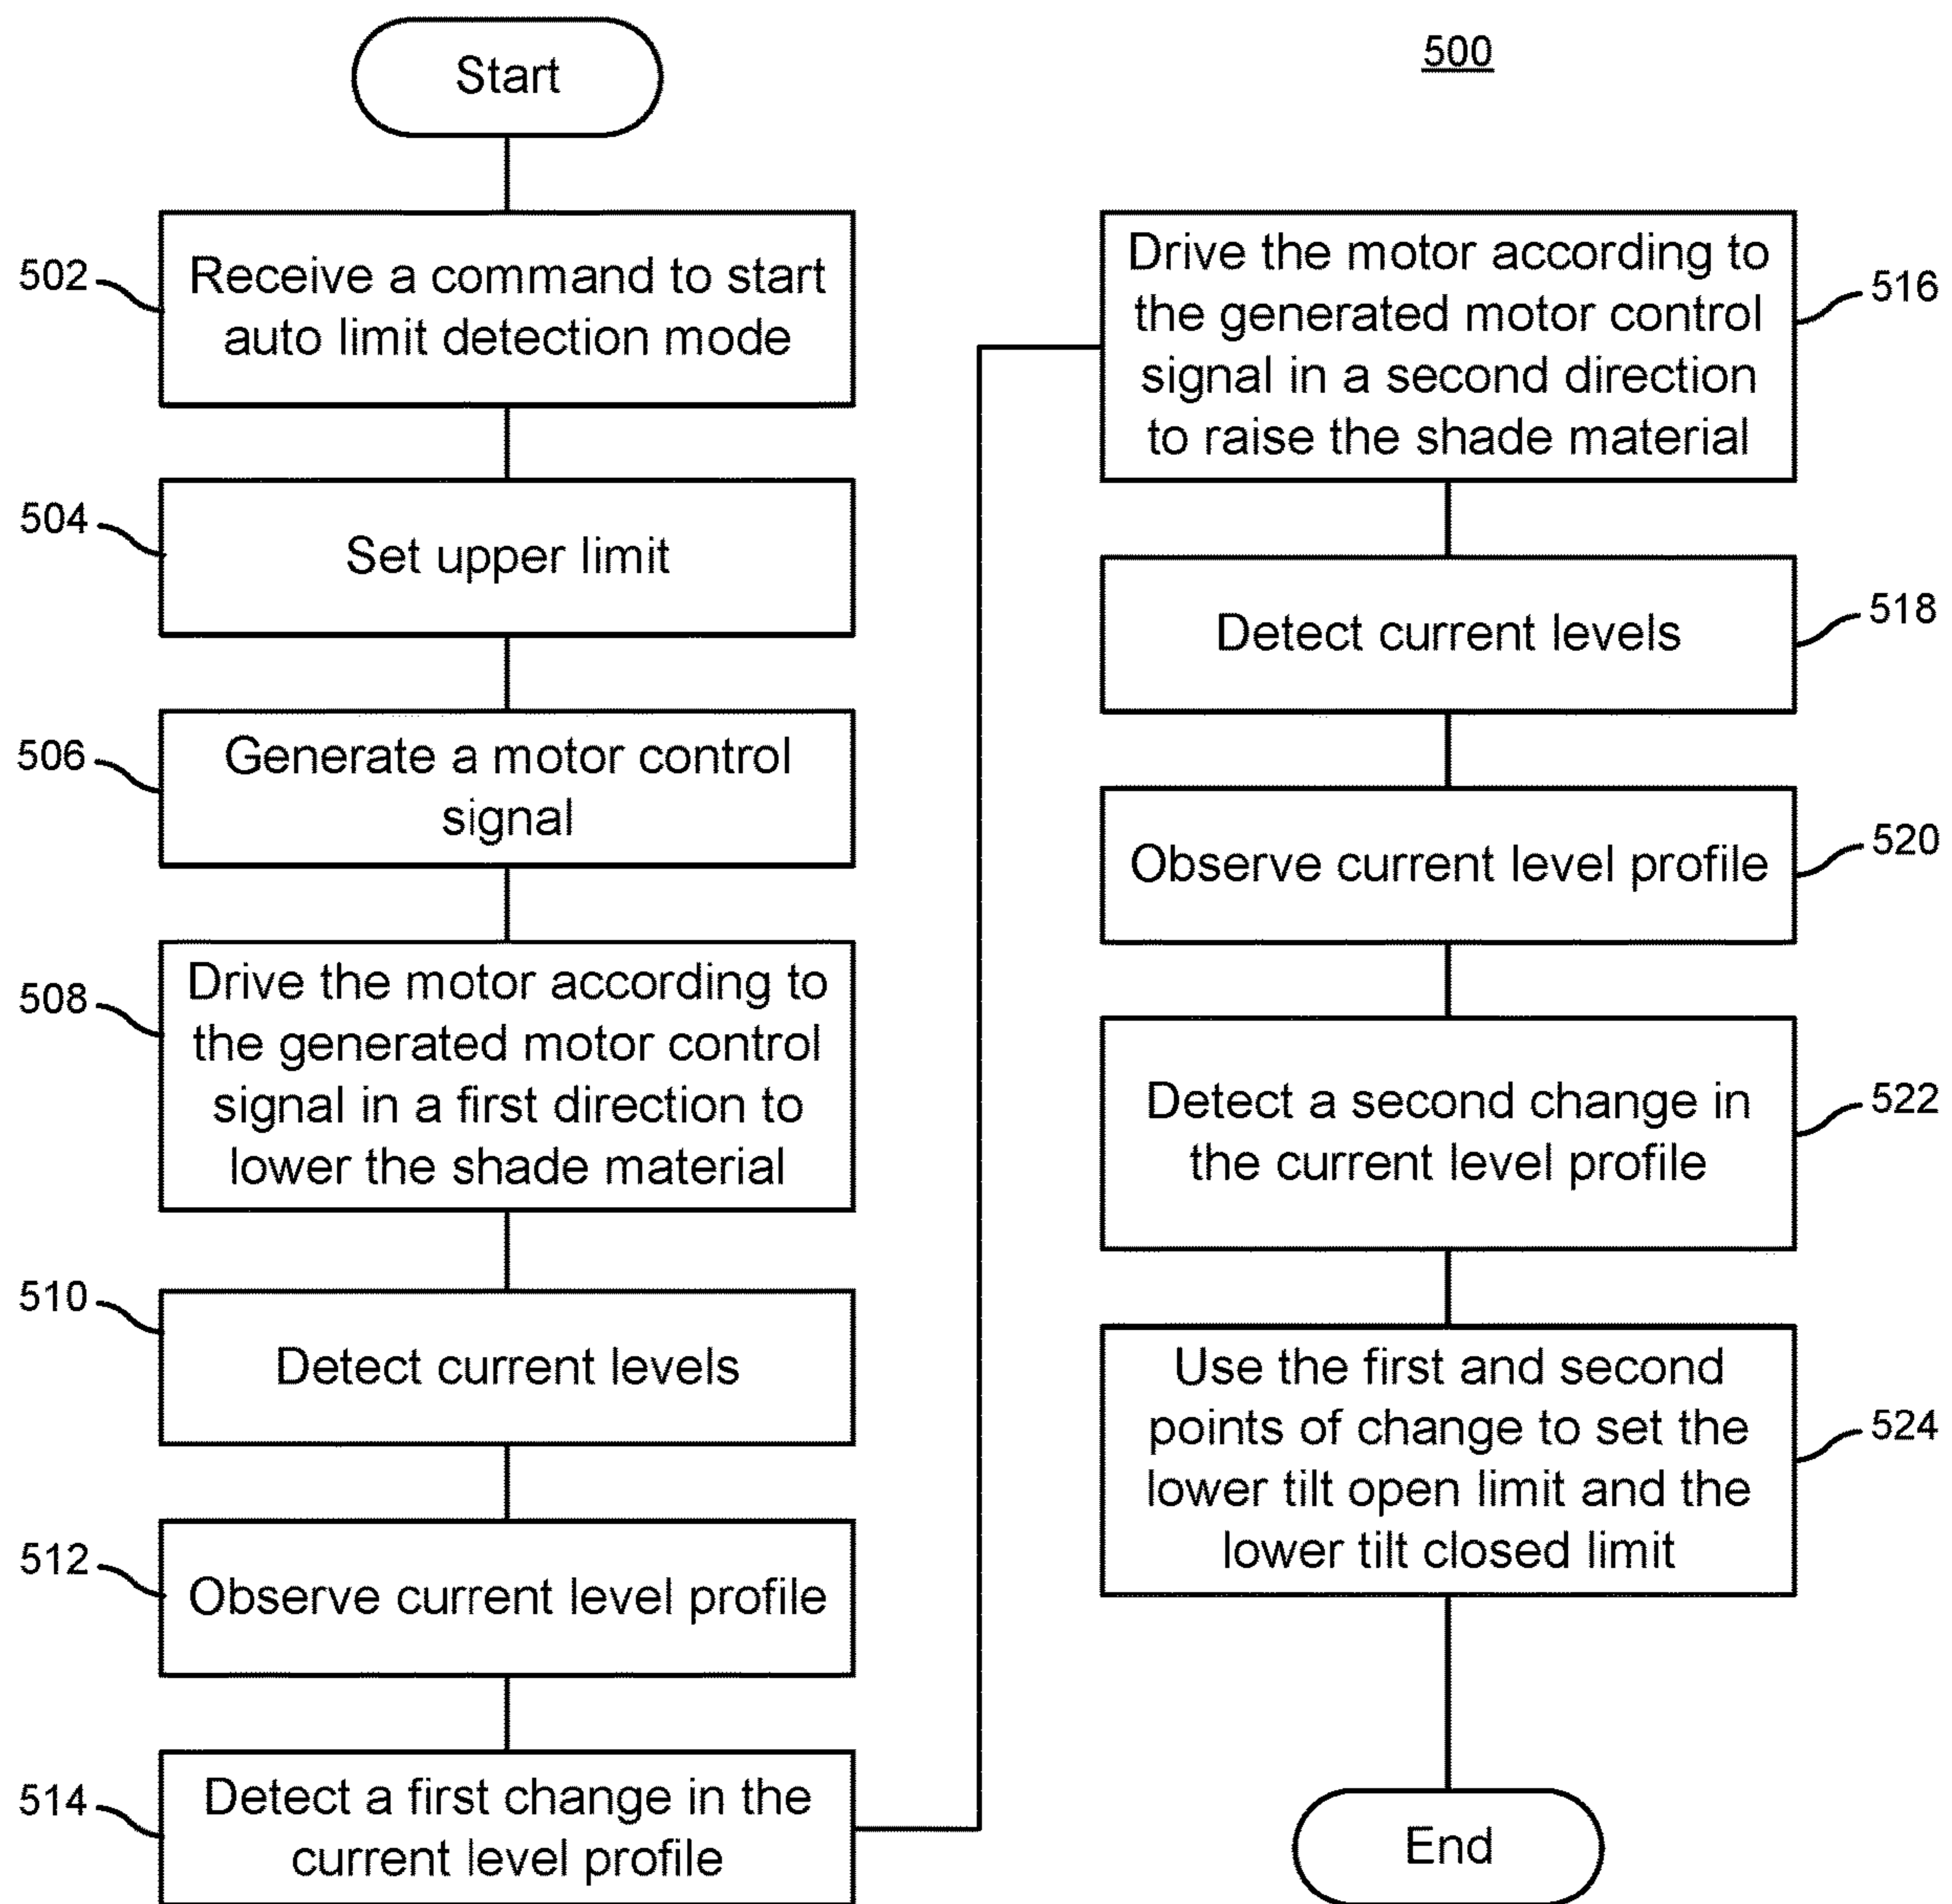 500
Start
502
Receive a command to start
auto limit detection mode
504
Set upper limit
506
Generate a motor control
signal
508
Drive the motor according to
the generated motor control
signal in a first direction to
lower the shade material
510
Detect current levels
512
Observe current level profile
514
Detect a first change in the
current level profile
Drive the motor according to
the generated motor control
signal in a second direction
to raise the shade material
516
Detect current levels
518
Observe current level profile
520
Detect a second change in
the current level profile
522
Use the first and second
points of change to set the
lower tilt open limit and the
lower tilt closed limit
524
End